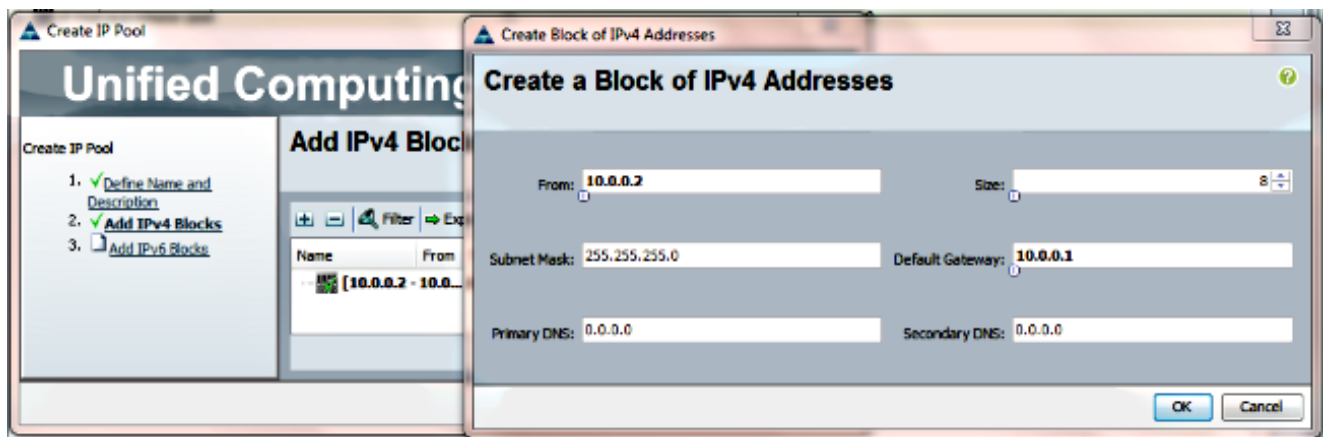 Create IP Pool
Unified Computing
Create IP Pool
1. Define Name and
Description
2. Add IPv4 Blocks
3. Add IPv6 Blocks
Add IPv4 Bloc
Filter
Name From
[10.0.0.2 - 10.0...
Create Block of IPv4 Addresses
Create a Block of IPv4 Addresses
From: 10.0.0.2 Size: 8
Subnet Mask: 255.255.255.0 Default Gateway: 10.0.0.1
Primary DNS: 0.0.0.0 Secondary DNS: 0.0.0.0
OK Cancel